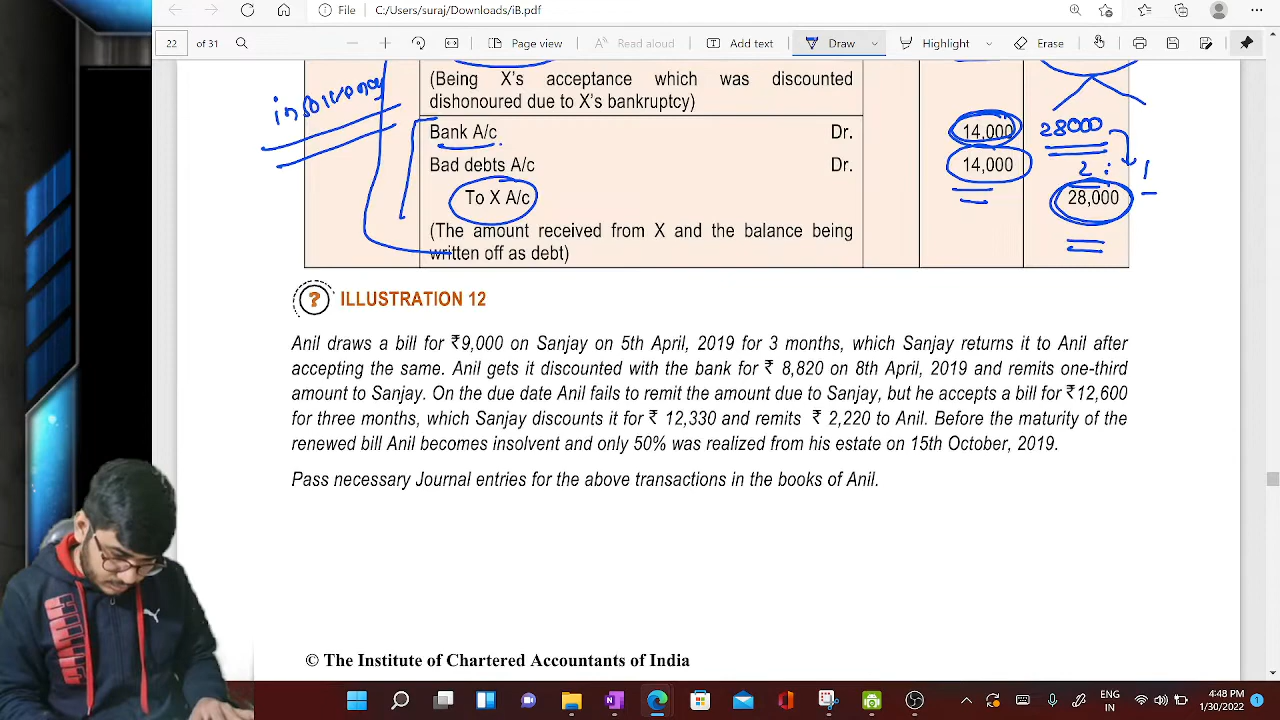 File C:/Users/suraj/Desktop/iB.pdf
22 of 31 Page view Read aloud Add text Draw Highlight Erase
(Being X's acceptance which was discounted
dishonoured due to X's bankruptcy)
insolvency
Bank A/c Dr. 14,000 28000
Bad debts A/c Dr. 14,000 2 : 1
To X A/c 28,000
(The amount received from X and the balance being
written off as debt)
? ILLUSTRATION 12
Anil draws a bill for ₹9,000 on Sanjay on 5th April, 2019 for 3 months, which Sanjay returns it to Anil after
accepting the same. Anil gets it discounted with the bank for ₹ 8,820 on 8th April, 2019 and remits one-third
amount to Sanjay. On the due date Anil fails to remit the amount due to Sanjay, but he accepts a bill for ₹12,600
for three months, which Sanjay discounts it for ₹ 12,330 and remits ₹ 2,220 to Anil. Before the maturity of the
renewed bill Anil becomes insolvent and only 50% was realized from his estate on 15th October, 2019.
Pass necessary Journal entries for the above transactions in the books of Anil.
© The Institute of Chartered Accountants of India
ENG
IN
4:48 PM
1/30/2022
1